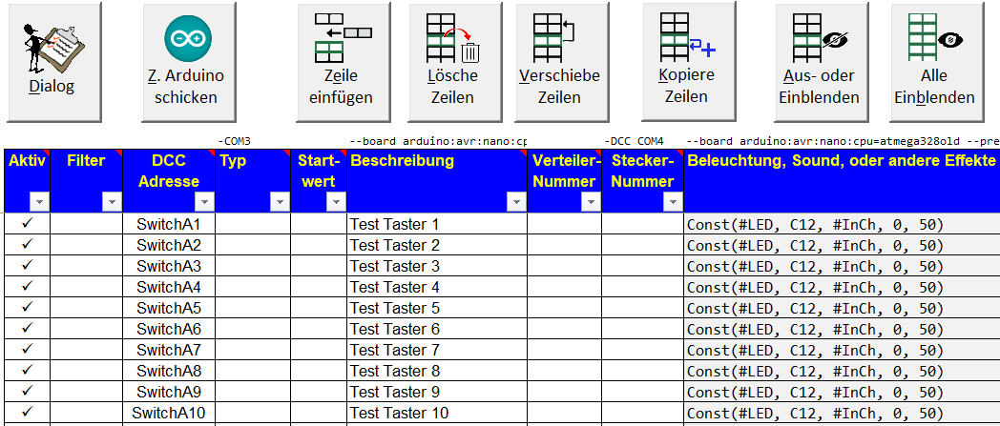 Dialog
Z. Arduino
schicken
Zeile
einfügen
Lösche
Zeilen
Verschiebe
Zeilen
Kopiere
Zeilen
Aus- oder
Einblenden
Alle
Einblenden
-COM3 --board arduino:avr:nano:cp -DCC COM4 --board arduino:avr:nano:cpu=atmega328old --pre
Aktiv Filter DCC Adresse Typ Start-wert Beschreibung Verteiler-Nummer Stecker-Nummer Beleuchtung, Sound, oder andere Effekte
✓ SwitchA1 Test Taster 1 Const(#LED, C12, #InCh, 0, 50)
✓ SwitchA2 Test Taster 2 Const(#LED, C12, #InCh, 0, 50)
✓ SwitchA3 Test Taster 3 Const(#LED, C12, #InCh, 0, 50)
✓ SwitchA4 Test Taster 4 Const(#LED, C12, #InCh, 0, 50)
✓ SwitchA5 Test Taster 5 Const(#LED, C12, #InCh, 0, 50)
✓ SwitchA6 Test Taster 6 Const(#LED, C12, #InCh, 0, 50)
✓ SwitchA7 Test Taster 7 Const(#LED, C12, #InCh, 0, 50)
✓ SwitchA8 Test Taster 8 Const(#LED, C12, #InCh, 0, 50)
✓ SwitchA9 Test Taster 9 Const(#LED, C12, #InCh, 0, 50)
✓ SwitchA10 Test Taster 10 Const(#LED, C12, #InCh, 0, 50)